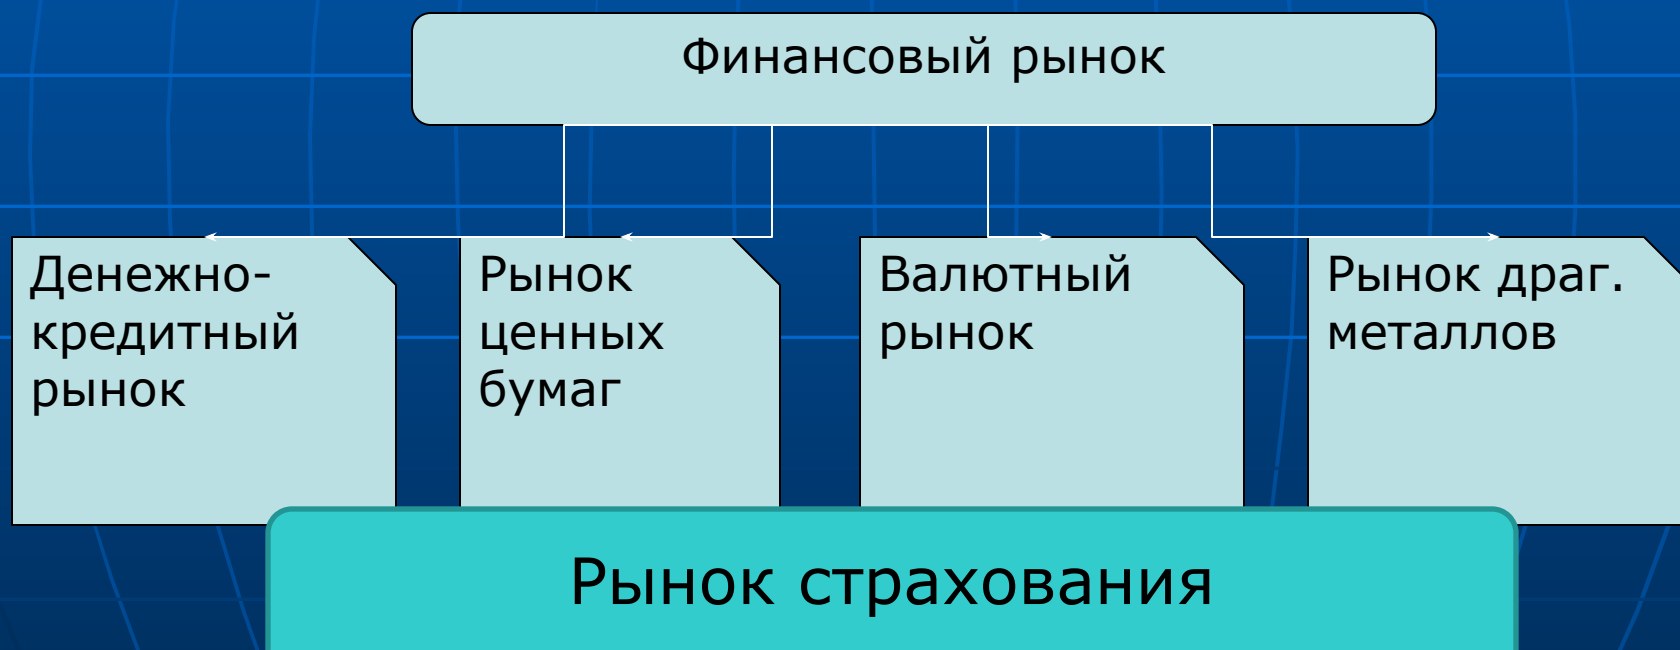 Финансовый рынок
Денежно-
кредитный
рынок
Рынок
ценных
бумаг
Валютный
рынок
Рынок драг.
металлов
Рынок страхования